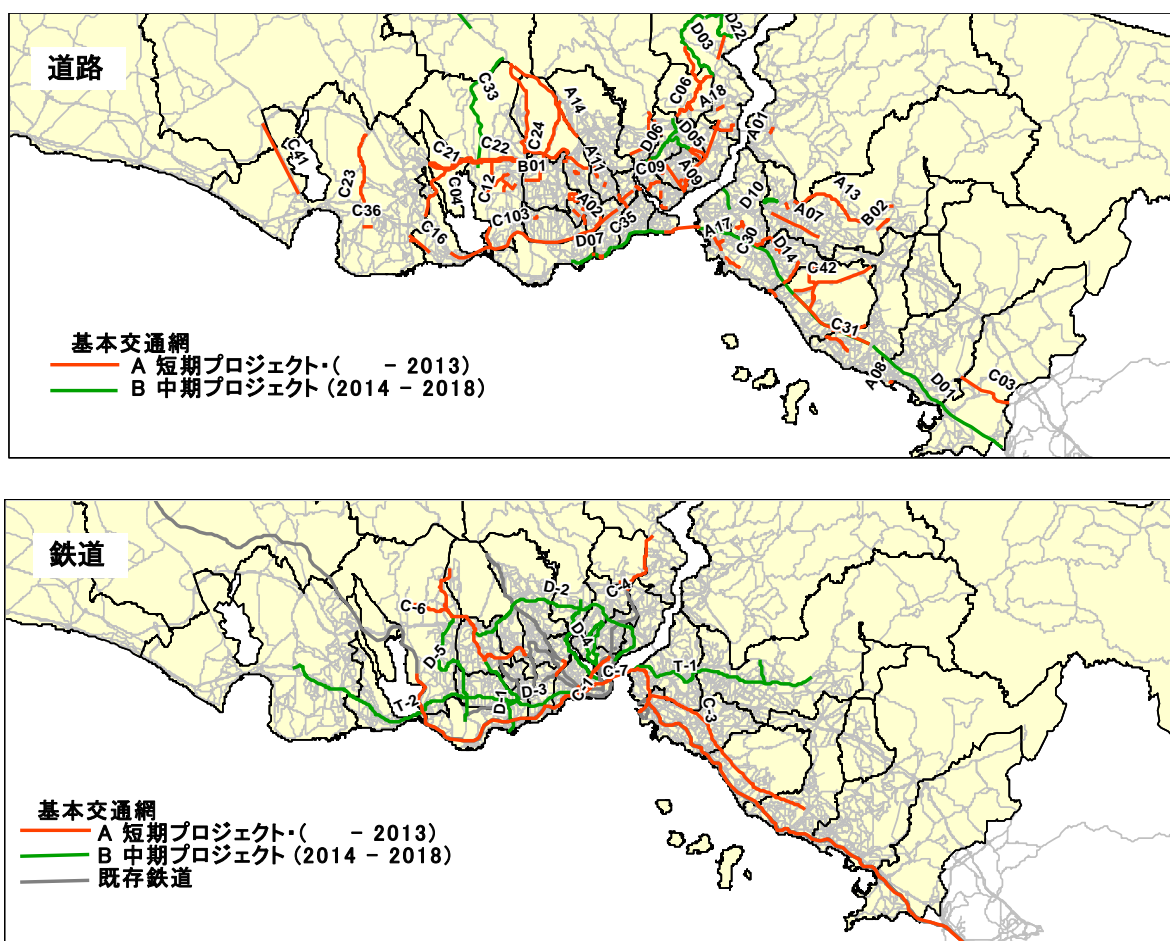 道路
D22
D03
C33
C06
A18
A14
A01
C24
D06
D05
C41
C21
C22
B01
A11
C09
A09
C23
C04
C12
A02
D10
A13
A07
B02
C36
C16
C103
D07
C35
A17
C30
D14
C42
C31
A08
D01
C03
基本交通網
A 短期プロジェクト・( - 2013)
B 中期プロジェクト (2014 - 2018)
鉄道
D-2
C-4
C-6
D-4
D-5
C-7
T-1
D-1
D-3
C-1
T-2
C-3
基本交通網
A 短期プロジェクト・( - 2013)
B 中期プロジェクト (2014 - 2018)
既存鉄道